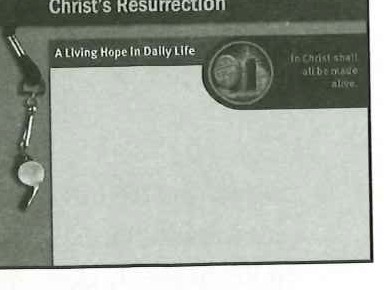 Christ's Resurrection
A Living Hope In Daily Life
In Christ shall
all be made
alive.